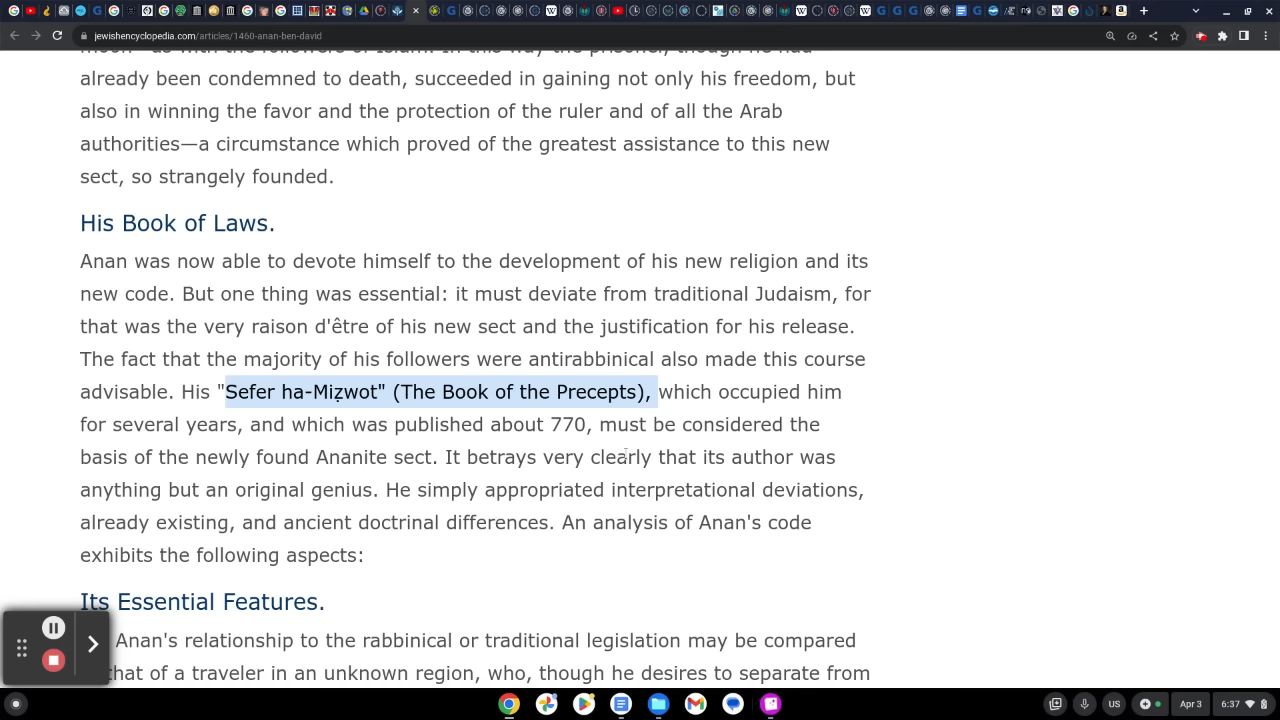 jewishencyclopedia.com/articles/1460-anan-ben-david
already been condemned to death, succeeded in gaining not only his freedom, but
also in winning the favor and the protection of the ruler and of all the Arab
authorities—a circumstance which proved of the greatest assistance to this new
sect, so strangely founded.
His Book of Laws.
Anan was now able to devote himself to the development of his new religion and its
new code. But one thing was essential: it must deviate from traditional Judaism, for
that was the very raison d'être of his new sect and the justification for his release.
The fact that the majority of his followers were antirabbinical also made this course
advisable. His "Sefer ha-Miẓwot" (The Book of the Precepts), which occupied him
for several years, and which was published about 770, must be considered the
basis of the newly found Ananite sect. It betrays very clearly that its author was
anything but an original genius. He simply appropriated interpretational deviations,
already existing, and ancient doctrinal differences. An analysis of Anan's code
exhibits the following aspects:
Its Essential Features.
Anan's relationship to the rabbinical or traditional legislation may be compared
that of a traveler in an unknown region, who, though he desires to separate from
US
Apr 3
6:37